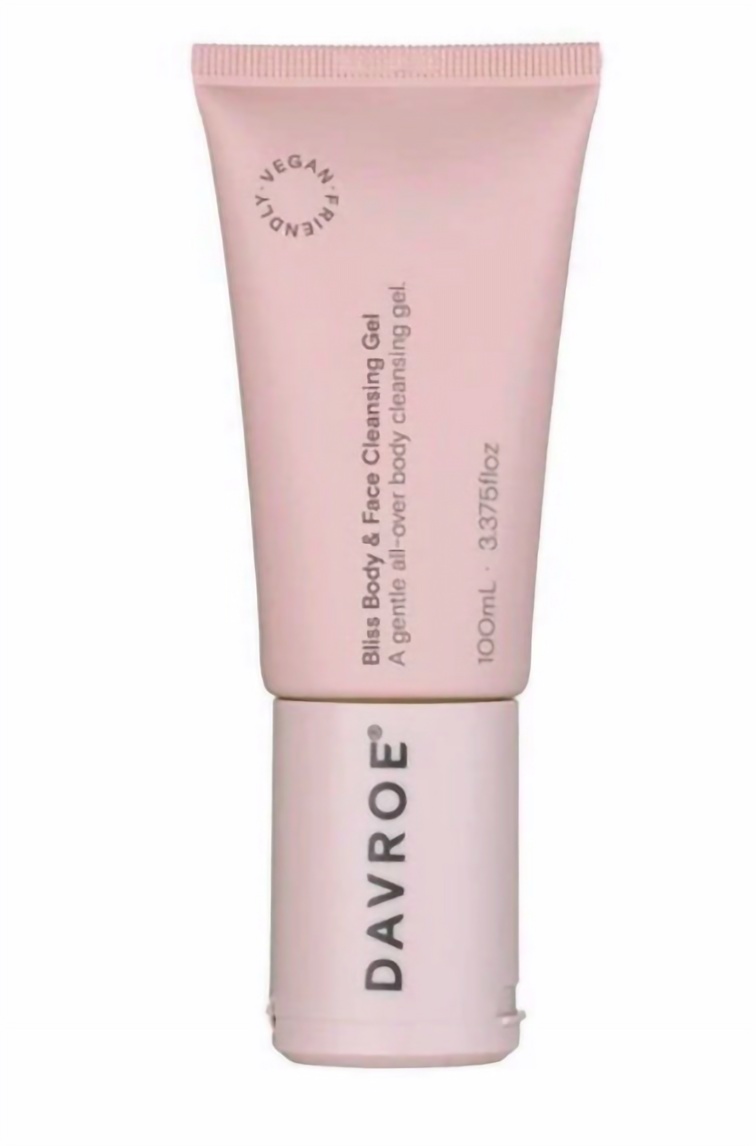 VEGAN · FRIENDLY ·
Bliss Body & Face Cleansing Gel
A gentle all-over body cleansing gel.
100mL · 3.375floz
DAVROE®